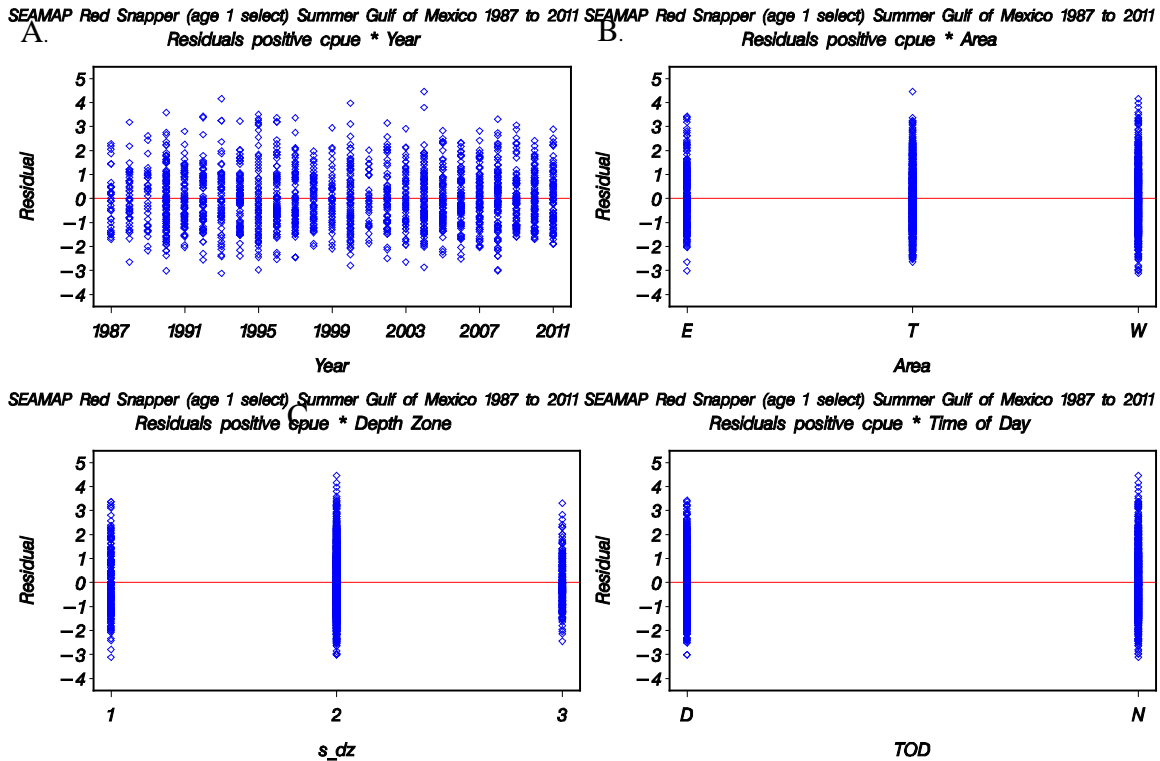 SEAMAP Red Snapper (age 1 select) Summer Gulf of Mexico 1987 to 2011
A.
Residuals positive cpue * Year
5
4
3
2
1
0
−1
−2
−3
−4
Residual
1987 1991 1995 1999 2003 2007 2011
Year
SEAMAP Red Snapper (age 1 select) Summer Gulf of Mexico 1987 to 2011
B.
Residuals positive cpue * Area
5
4
3
2
1
0
−1
−2
−3
−4
Residual
E T W
Area
SEAMAP Red Snapper (age 1 select) Summer Gulf of Mexico 1987 to 2011
C.
Residuals positive cpue * Depth Zone
5
4
3
2
1
0
−1
−2
−3
−4
Residual
1 2 3
s_dz
SEAMAP Red Snapper (age 1 select) Summer Gulf of Mexico 1987 to 2011
Residuals positive cpue * Time of Day
5
4
3
2
1
0
−1
−2
−3
−4
Residual
D N
TOD